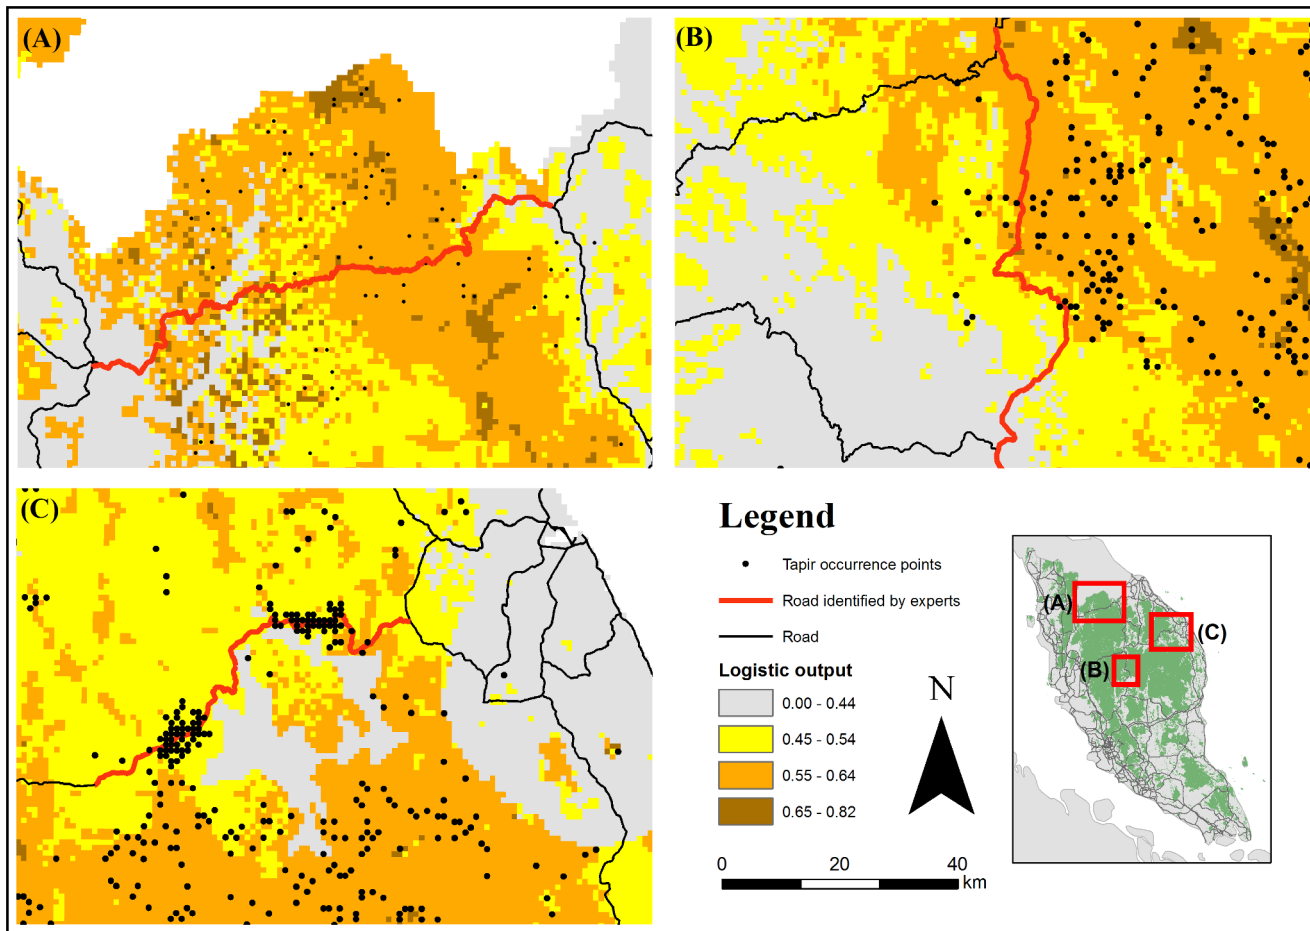 (A)
(B)
(C)
Legend
Tapir occurrence points
Road identified by experts
Road
Logistic output
0.00 - 0.44
0.45 - 0.54
0.55 - 0.64
0.65 - 0.82
N
0 20 40
km
(A)
(C)
(B)